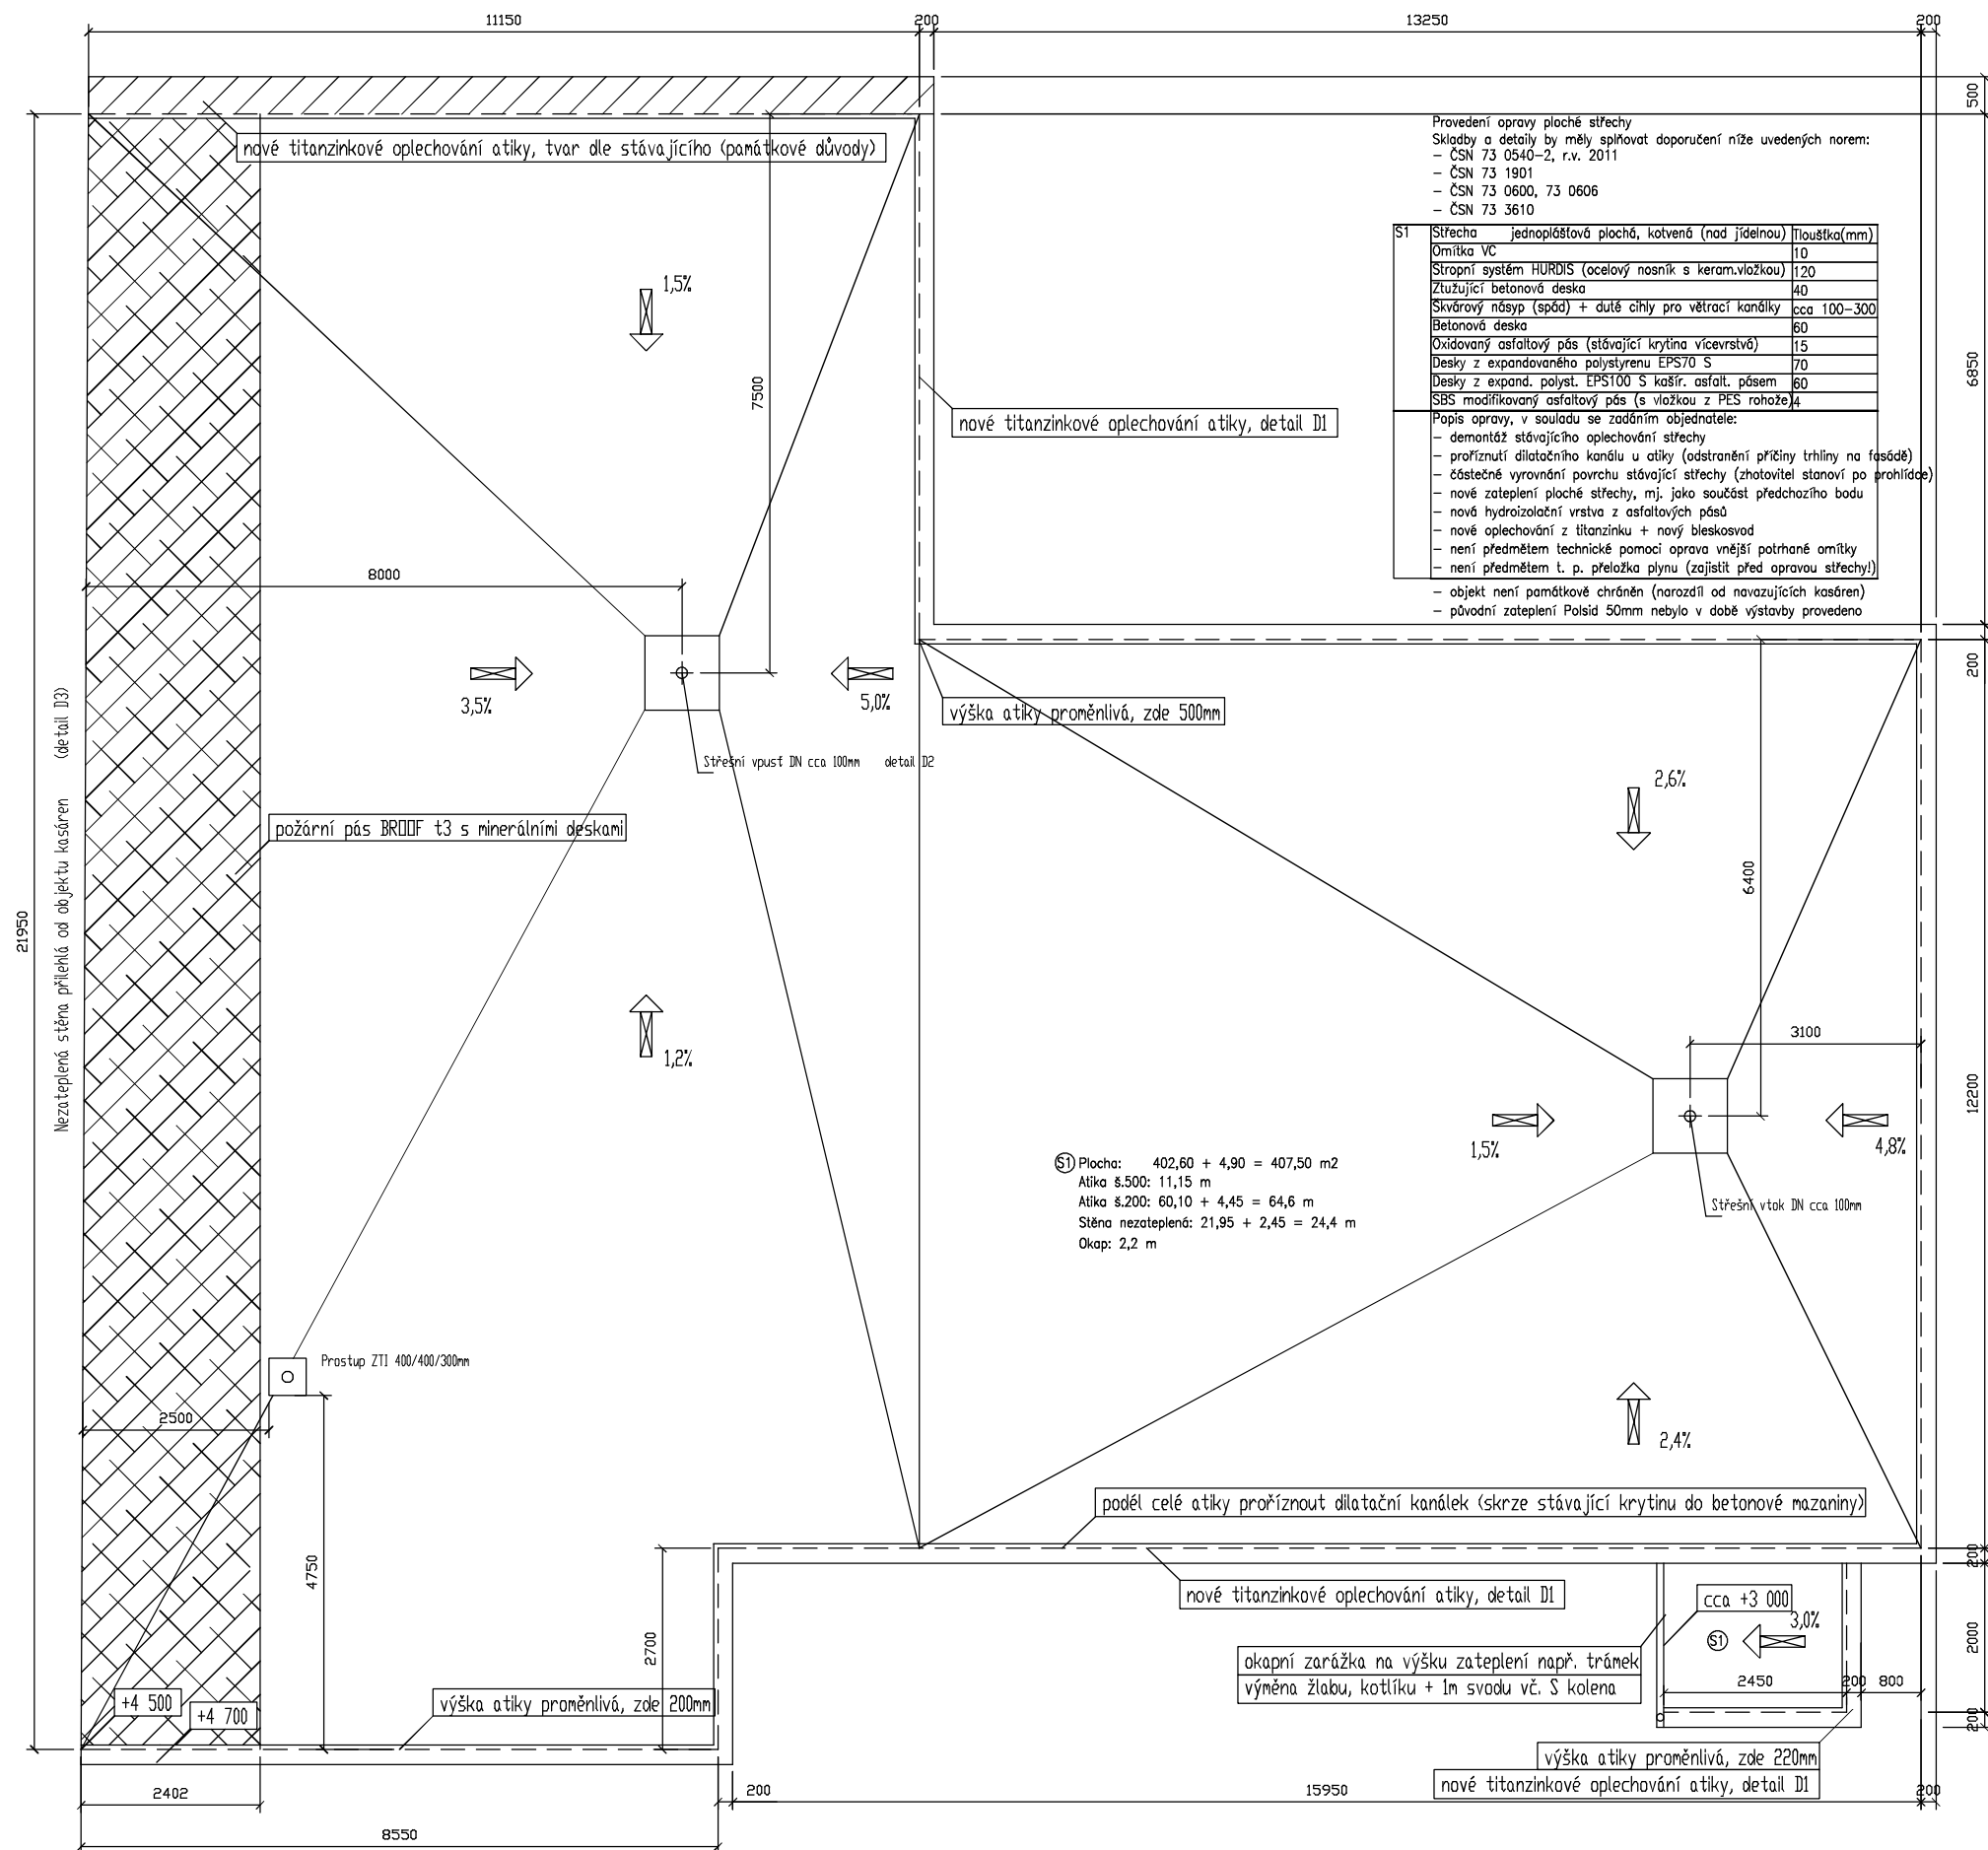 11150
200
13250
200
500
nové titanzinkové oplechování atiky, tvar dle stávajícího (památkové důvody)
Provedení opravy ploché střechy
Skladby a detaily by měly splňovat doporučení níže uvedených norem:
– ČSN 73 0540–2, r.v. 2011
– ČSN 73 1901
– ČSN 73 0600, 73 0606
– ČSN 73 3610
S1 Střecha jednoplášťová plochá, kotvená (nad jídelnou) Tloušťka(mm)
Omítka VC 10
Stropní systém HURDIS (ocelový nosník s keram.vložkou) 120
Ztužující betonová deska 40
Škvárový násyp (spád) + duté cihly pro větrací kanálky cca 100–300
Betonová deska 60
Oxidovaný asfaltový pás (stávající krytina vícevrstvá) 15
Desky z expandovaného polystyrenu EPS70 S 70
Desky z expand. polyst. EPS100 S kašír. asfalt. pásem 60
SBS modifikovaný asfaltový pás (s vložkou z PES rohože) 4
Popis opravy, v souladu se zadáním objednatele:
– demontáž stávajícího oplechování střechy
– proříznutí dilatačního kanálu u atiky (odstranění příčiny trhliny na fasádě)
– částečné vyrovnání povrchu stávající střechy (zhotovitel stanoví po prohlídce)
– nové zateplení ploché střechy, mj. jako součást předchozího bodu
– nová hydroizolační vrstva z asfaltových pásů
– nové oplechování z titanzinku + nový bleskosvod
– není předmětem technické pomoci oprava vnější potrhané omítky
– není předmětem t. p. přeložka plynu (zajistit před opravou střechy!)
– objekt není památkově chráněn (narozdíl od navazujících kasáren)
– původní zateplení Polsid 50mm nebylo v době výstavby provedeno
1,5%
7500
6850
nové titanzinkové oplechování atiky, detail D1
8000
3,5%
5,0%
200
výška atiky proměnlivá, zde 500mm
Střešní vpusť DN cca 100mm detail D2
2,6%
požární pás BROOF t3 s minerálními deskami
6400
21950
Nezateplená stěna přilehlá od objektu kasáren (detail D3)
1,2%
3100
12200
1,5%
4,8%
S1 Plocha: 402,60 + 4,90 = 407,50 m2
Atika š.500: 11,15 m
Atika š.200: 60,10 + 4,45 = 64,6 m
Stěna nezateplená: 21,95 + 2,45 = 24,4 m
Okap: 2,2 m
Střešní vtok DN cca 100mm
Prostup ZTI 400/400/300mm
2500
2,4%
podél celé atiky proříznout dilatační kanálek (skrze stávající krytinu do betonové mazaniny)
4750
200
nové titanzinkové oplechování atiky, detail D1
cca +3 000
3,0%
2700
S1
2000
okapní zarážka na výšku zateplení např. trámek
výměna žlabu, kotlíku + 1m svodu vč. S kolena
2450
200
800
+4 500
+4 700
výška atiky proměnlivá, zde 200mm
200
výška atiky proměnlivá, zde 220mm
nové titanzinkové oplechování atiky, detail D1
2402
200
15950
200
8550